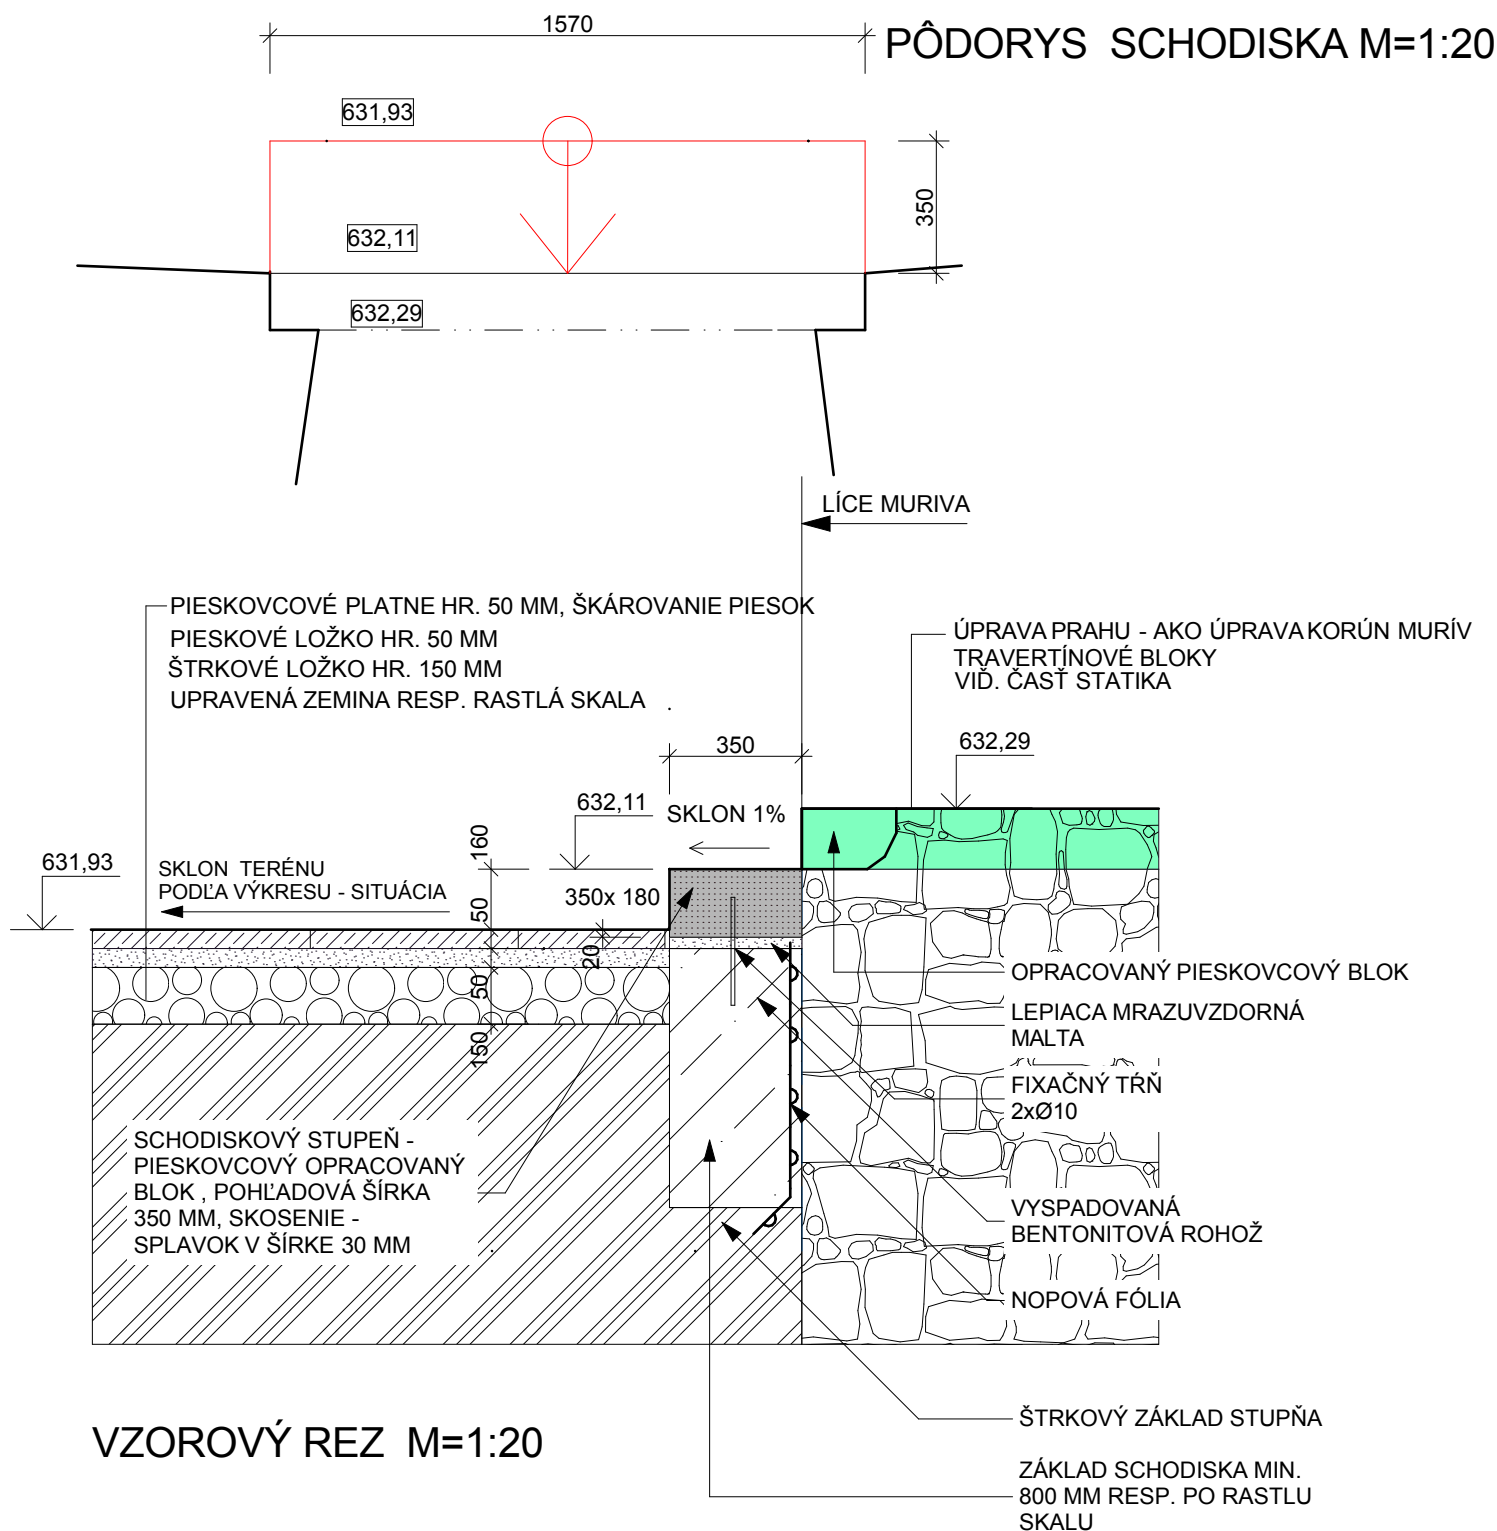 1570
PÔDORYS SCHODISKA M=1:20
631,93
350
632,11
632,29
LÍCE MURIVA
PIESKOVCOVÉ PLATNE HR. 50 MM, ŠKÁROVANIE PIESOK
PIESKOVÉ LOŽKO HR. 50 MM
ŠTRKOVÉ LOŽKO HR. 150 MM
UPRAVENÁ ZEMINA RESP. RASTLÁ SKALA
ÚPRAVA PRAHU - AKO ÚPRAVA KORÚN MURÍV
TRAVERTÍNOVÉ BLOKY
VIĎ. ČASŤ STATIKA
350
632,29
632,11
SKLON 1%
160
631,93
SKLON TERÉNU
PODĽA VÝKRESU - SITUÁCIA
350x 180
50
20
50
150
OPRACOVANÝ PIESKOVCOVÝ BLOK
LEPIACA MRAZUVZDORNÁ
MALTA
FIXAČNÝ TŔŇ
2xØ10
SCHODISKOVÝ STUPEŇ -
PIESKOVCOVÝ OPRACOVANÝ
BLOK , POHĽADOVÁ ŠÍRKA
350 MM, SKOSENIE -
SPLAVOK V ŠÍRKE 30 MM
VYSPADOVANÁ
BENTONITOVÁ ROHOŽ
NOPOVÁ FÓLIA
ŠTRKOVÝ ZÁKLAD STUPŇA
VZOROVÝ REZ M=1:20
ZÁKLAD SCHODISKA MIN.
800 MM RESP. PO RASTLU
SKALU